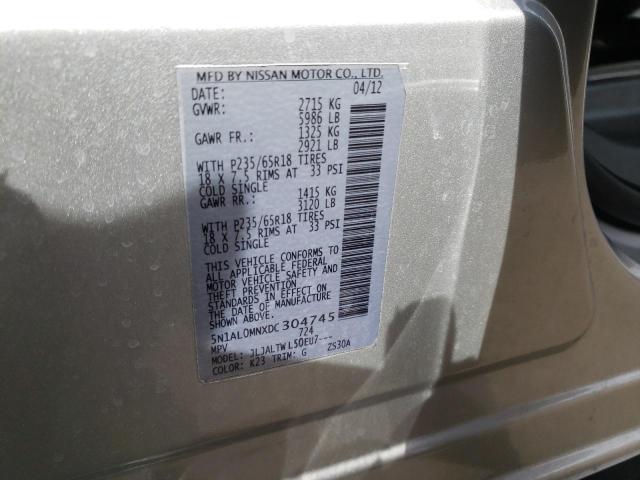 MFD BY NISSAN MOTOR CO., LTD.
DATE: 04/12
GVWR: 2715 KG
5986 LB
GAWR FR.: 1325 KG
2921 LB
WITH P235/65R18 TIRES
18 X 7.5 RIMS AT 33 PSI
COLD SINGLE
GAWR RR.: 1415 KG
3120 LB
WITH P235/65R18 TIRES
18 X 7.5 RIMS AT 33 PSI
COLD SINGLE
THIS VEHICLE CONFORMS TO
ALL APPLICABLE FEDERAL
MOTOR VEHICLE SAFETY AND
THEFT PREVENTION
STANDARDS IN EFFECT ON
THE DATE OF MANUFACTURE
SHOWN ABOVE.
5N1AL0MNXDC304745
MPV 724
MODEL: JLJALTWL50EU7---
COLOR: K23 TRIM: G ZS30A